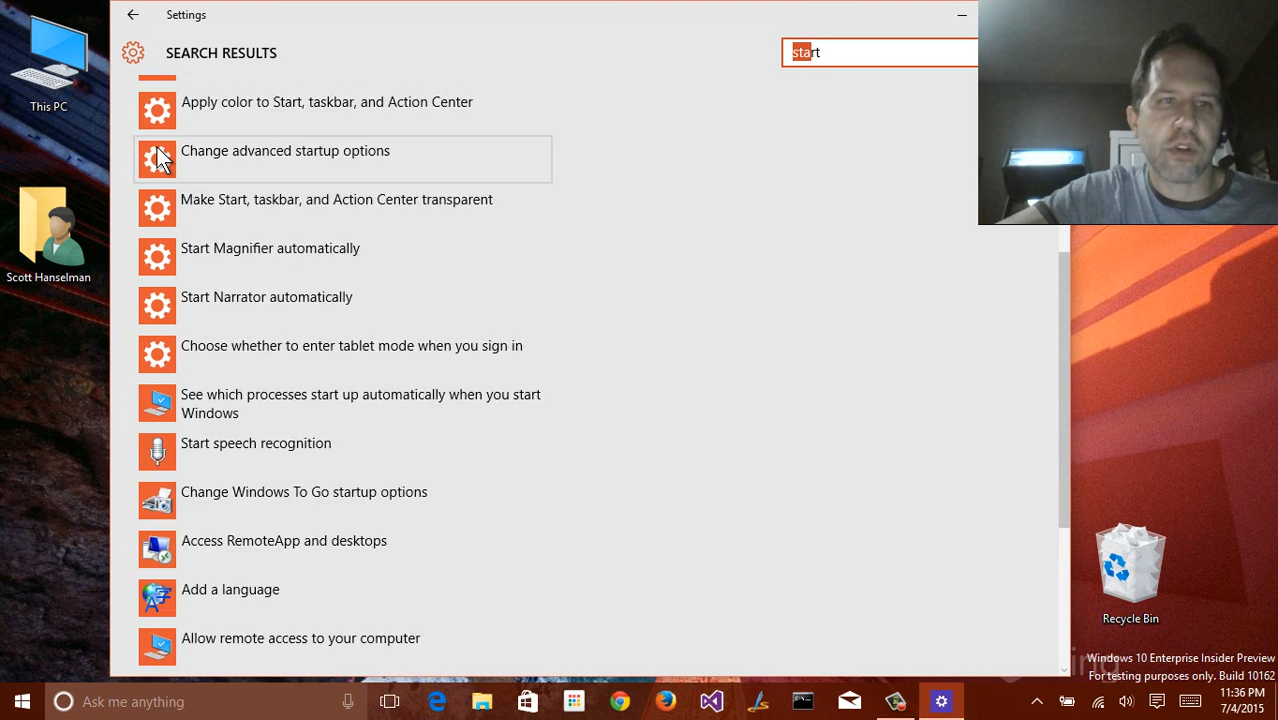 Settings
SEARCH RESULTS
start
This PC
Scott Hanselman
Apply color to Start, taskbar, and Action Center
Change advanced startup options
Make Start, taskbar, and Action Center transparent
Start Magnifier automatically
Start Narrator automatically
Choose whether to enter tablet mode when you sign in
See which processes start up automatically when you start
Windows
Start speech recognition
Change Windows To Go startup options
Access RemoteApp and desktops
Add a language
Allow remote access to your computer
Recycle Bin
Windows 10 Enterprise Insider Preview
For testing purposes only. Build 10162
Ask me anything
11:36 PM
7/4/2015